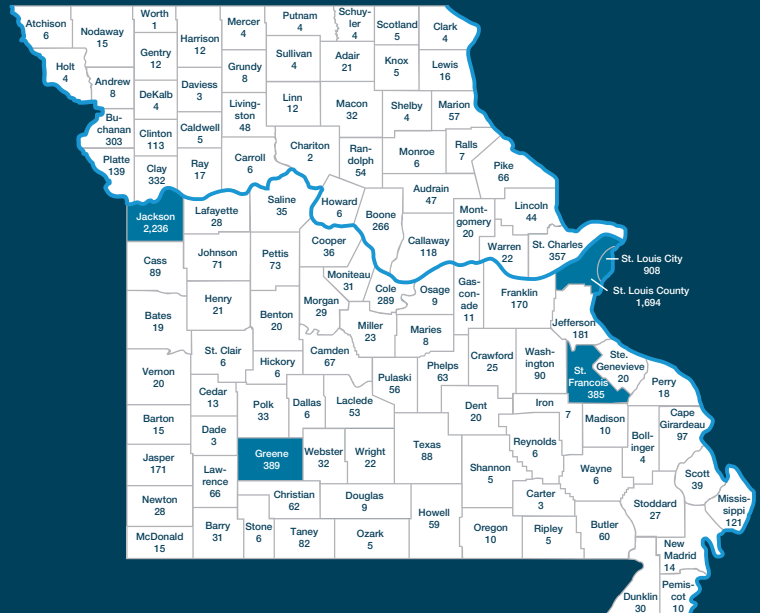 Atchison
6
Nodaway
15
Worth
1
Gentry
12
Harrison
12
Mercer
4
Putnam
4
Schuy-
ler
4
Scotland
5
Clark
4
Holt
4
Andrew
8
DeKalb
4
Daviess
3
Grundy
8
Sullivan
4
Adair
21
Knox
5
Lewis
16
Bu-
chanan
303
Clinton
113
Caldwell
5
Living-
ston
48
Linn
12
Macon
32
Shelby
4
Marion
57
Platte
139
Clay
332
Ray
17
Carroll
6
Chariton
2
Ran-
dolph
54
Monroe
6
Ralls
7
Pike
66
Jackson
2,236
Lafayette
28
Saline
35
Howard
6
Boone
266
Audrain
47
Callaway
118
Mont-
gomery
20
Lincoln
44
Warren
22
St. Charles
357
St. Louis City
908
St. Louis County
1,694
Cass
89
Johnson
71
Pettis
73
Cooper
36
Moniteau
31
Cole
289
Osage
9
Gas-
con-
ade
11
Franklin
170
Jefferson
181
Bates
19
Henry
21
Benton
20
Morgan
29
Miller
23
Maries
8
Vernon
20
St. Clair
6
Hickory
6
Camden
67
Pulaski
56
Phelps
63
Crawford
25
Wash-
ington
90
St.
Francois
385
Ste.
Genevieve
20
Perry
18
Barton
15
Cedar
13
Polk
33
Dallas
6
Laclede
53
Dent
20
Iron
7
Madison
10
Cape
Girardeau
97
Dade
3
Jasper
171
Greene
389
Webster
32
Wright
22
Texas
88
Shannon
5
Reynolds
6
Wayne
6
Boll-
inger
4
Scott
39
Missis-
sippi
121
Law-
rence
66
Newton
28
Christian
62
Douglas
9
Howell
59
Carter
3
Stoddard
27
McDonald
15
Barry
31
Stone
6
Taney
82
Ozark
5
Oregon
10
Ripley
5
Butler
60
New
Madrid
14
Dunklin
30
Pemis-
cot
10